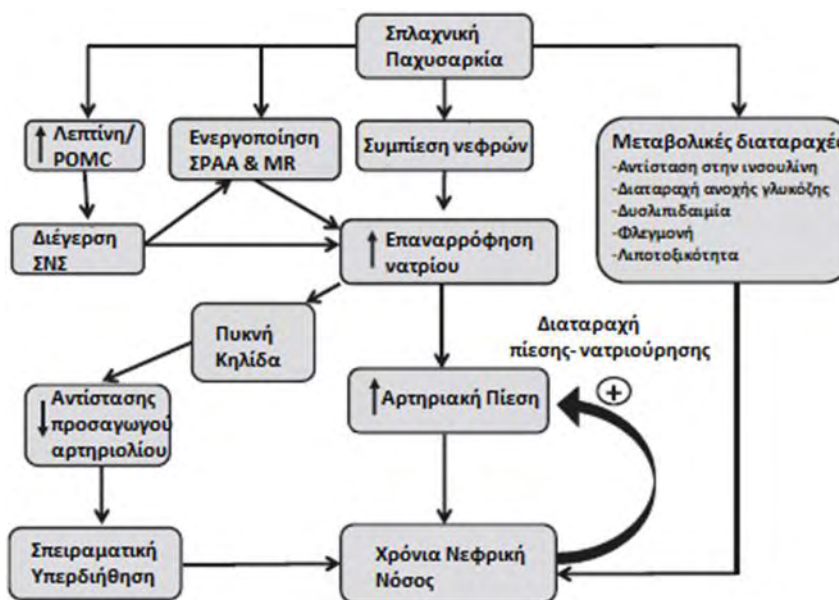 Σπλαχνική
Παχυσαρκία
↑ Λεπτίνη/
POMC
Ενεργοποίηση
ΣΡΑΑ & MR
Συμπίεση νεφρών
Μεταβολικές διαταραχές
-Αντίσταση στην ινσουλίνη
-Διαταραχή ανοχής γλυκόζης
-Δυσλιπιδαιμία
-Φλεγμονή
-Λιποτοξικότητα
Διέγερση
ΣΝΣ
↑ Επαναρρόφηση
νατρίου
Πυκνή
Κηλίδα
Διαταραχή
πίεσης- νατριούρησης
+
↓ Αντίστασης
προσαγωγού
αρτηριολίου
↑ Αρτηριακή Πίεση
Σπειραματική
Υπερδιήθηση
Χρόνια Νεφρική
Νόσος